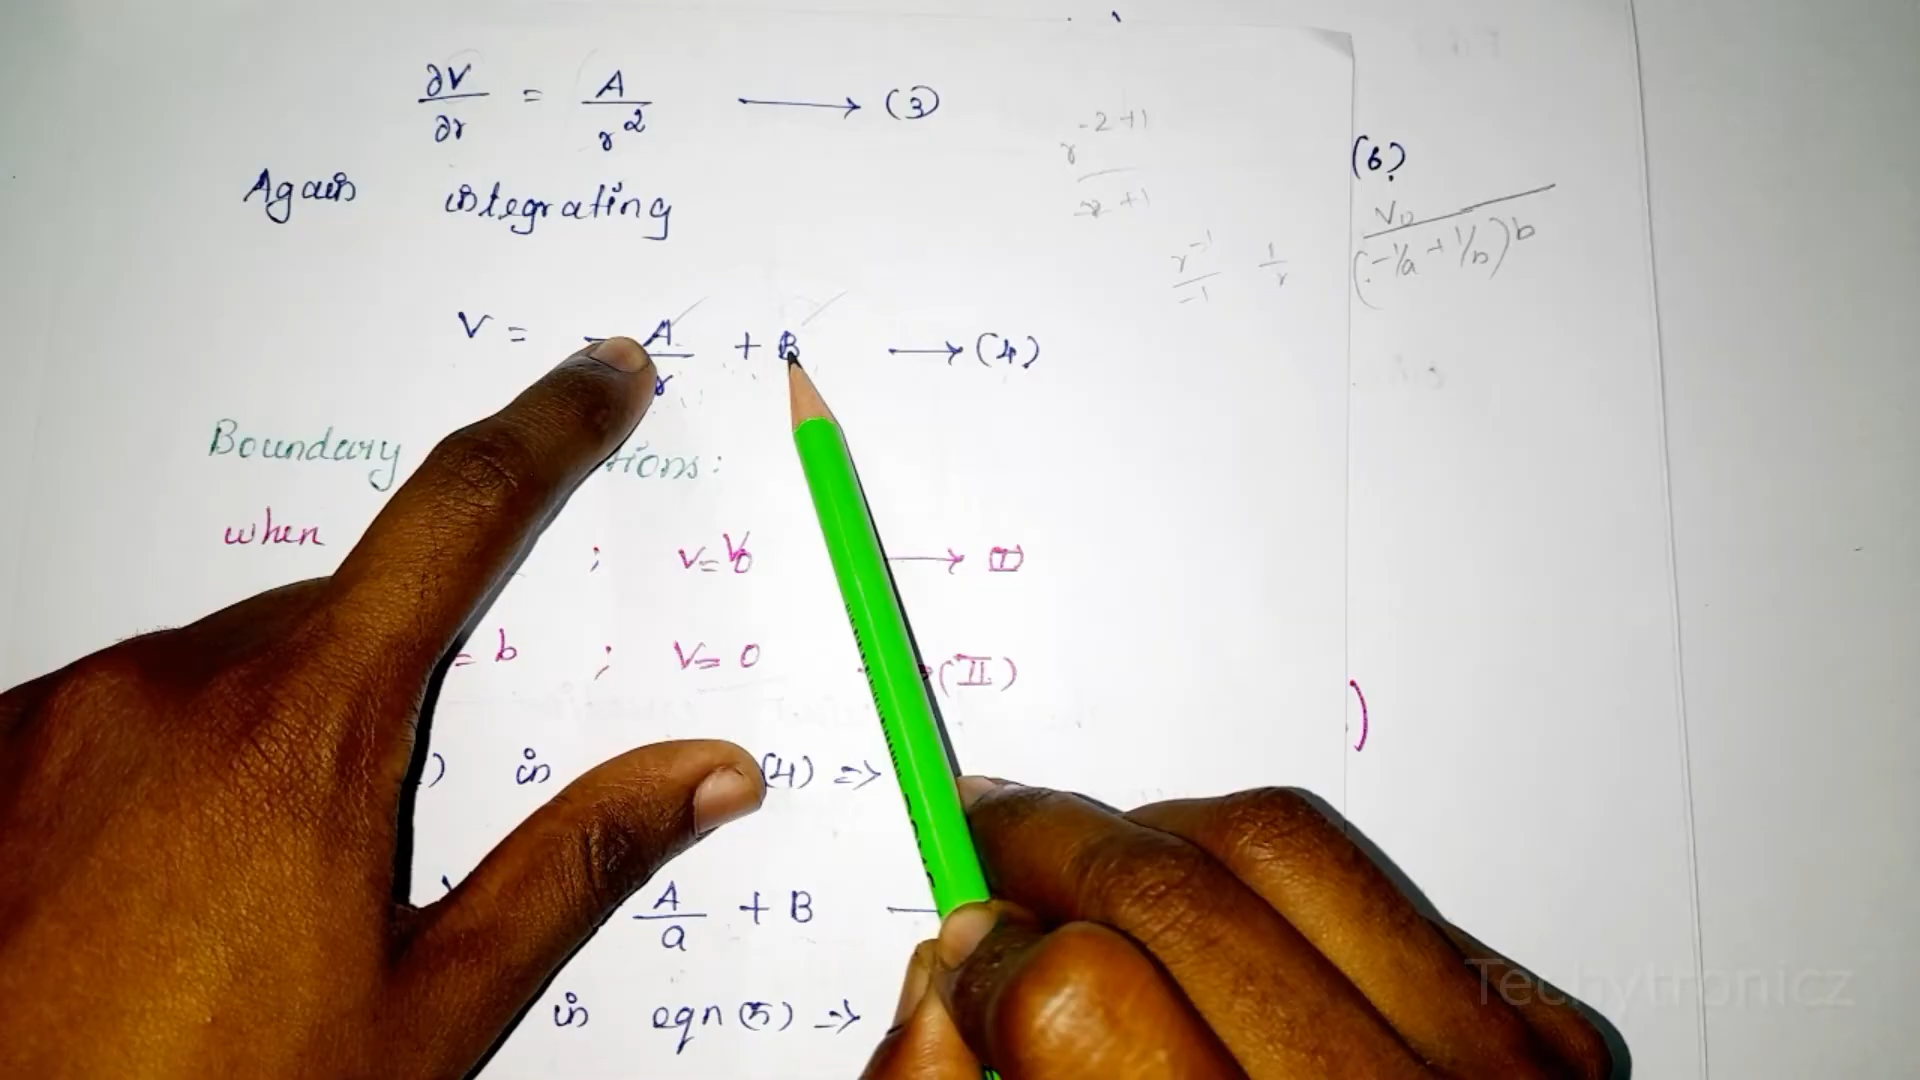 ∂V/∂r = A/r² ⟶ (3)
r^(-2+1)/(-2+1)
(6)
Again integrating
r^(-1)/-1 1/r
V0/(-1/a + 1/b)b
V = - A/r + B ⟶ (4)
Boundary
when ; V=V0 ⟶ (I)
= b ; V= 0 (II)
) in (4) =>
A/a + B
in eqn (5) =>
Techytronicz